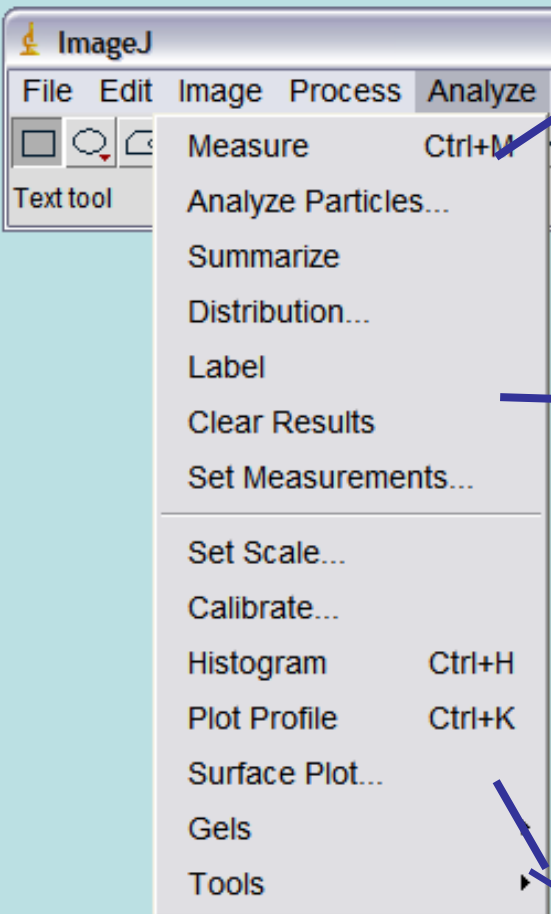 ImageJ
File Edit Image Process Analyze
Measure Ctrl+M
Text tool
Analyze Particles...
Summarize
Distribution...
Label
Clear Results
Set Measurements...
Set Scale...
Calibrate...
Histogram Ctrl+H
Plot Profile Ctrl+K
Surface Plot...
Gels
Tools